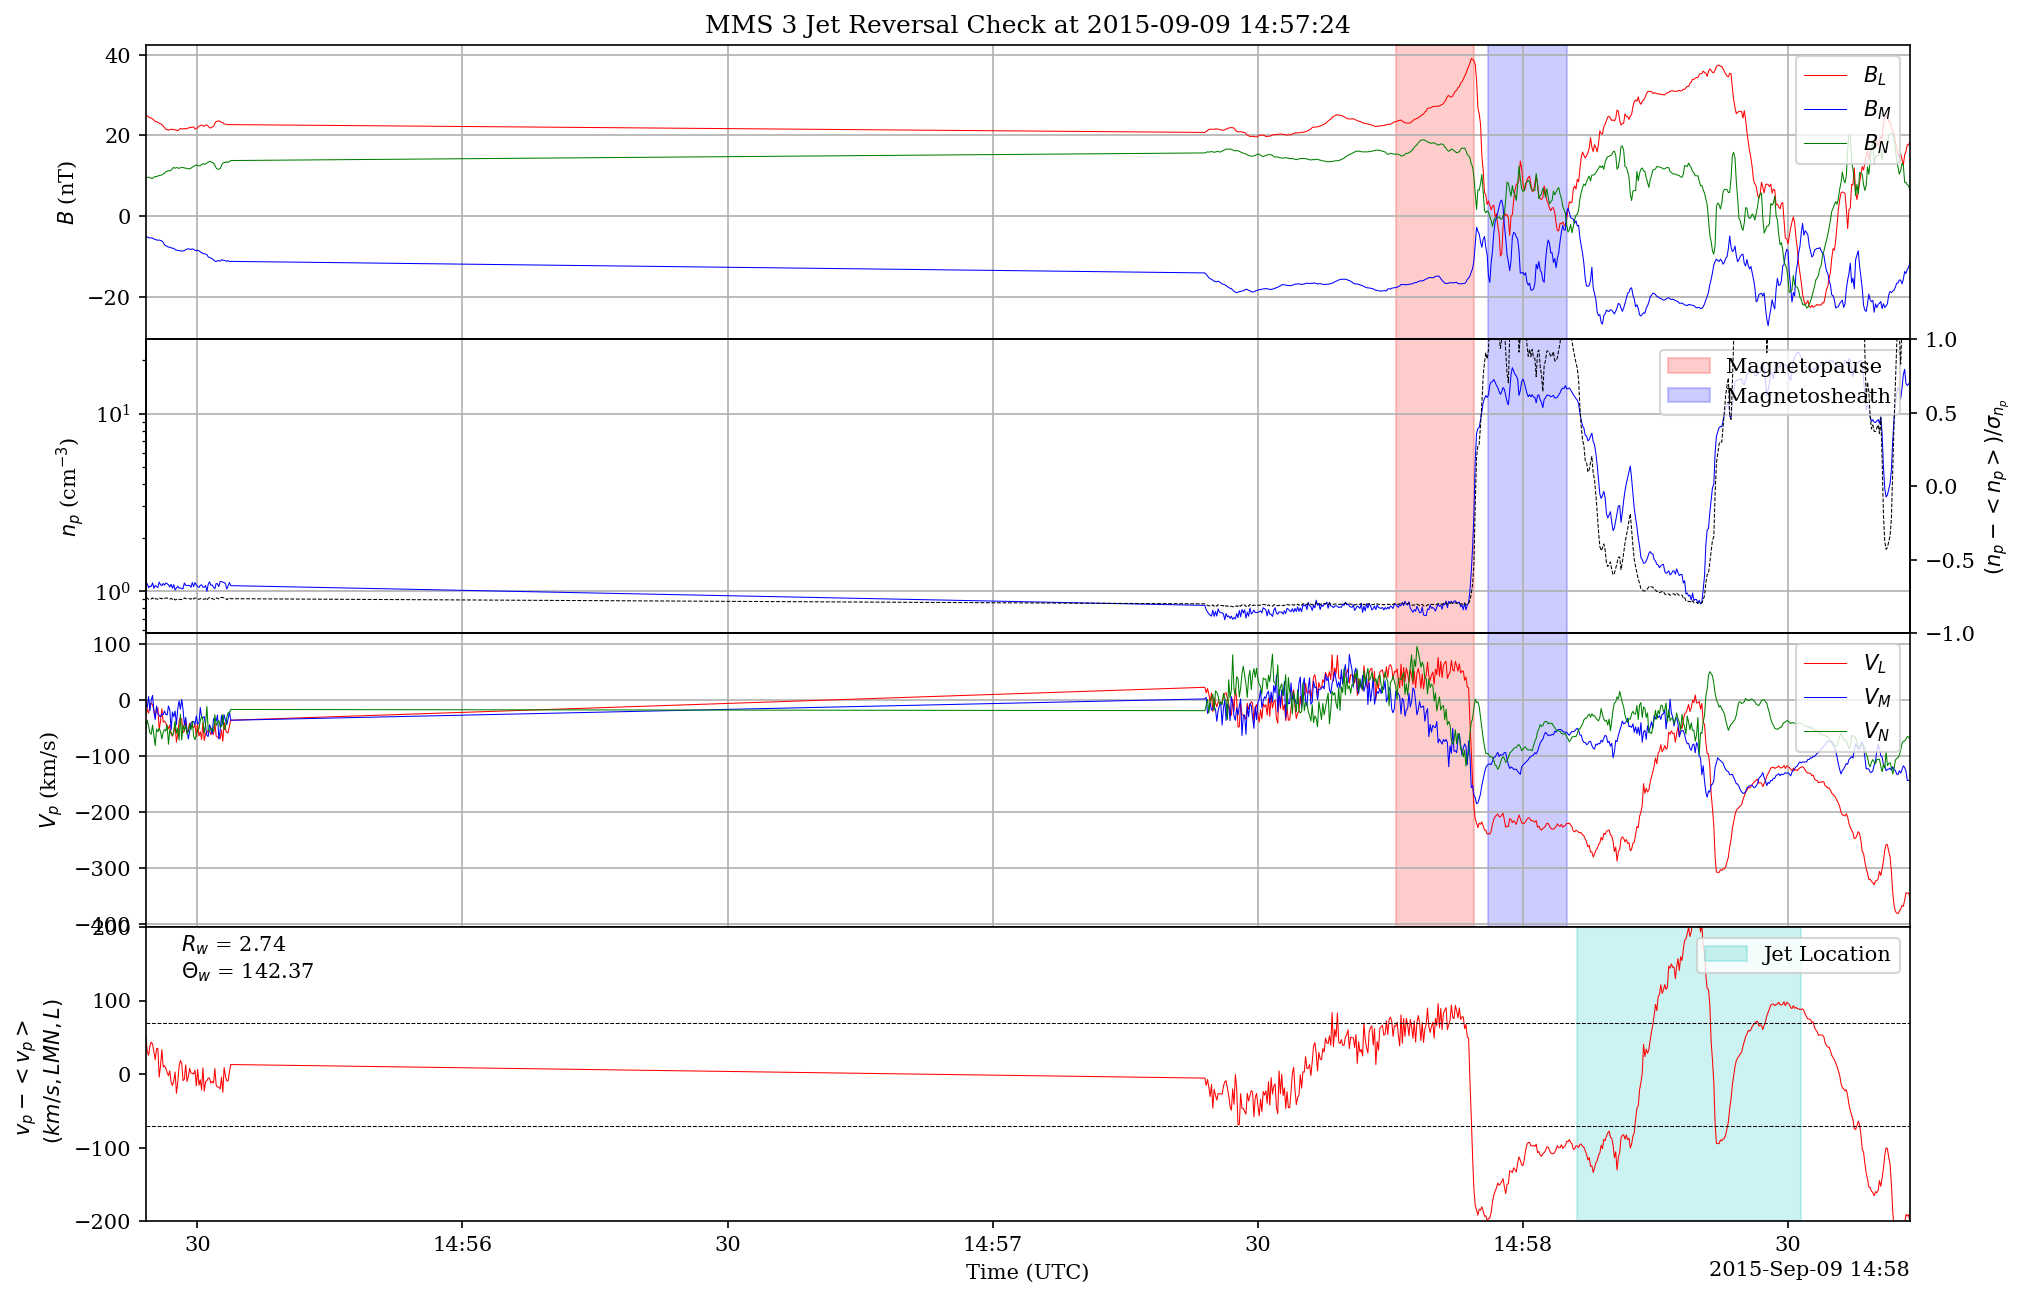 MMS 3 Jet Reversal Check at 2015-09-09 14:57:24
40
20
0
−20
B (nT)
B_L
B_M
B_N
10^1
10^0
n_p (cm^{−3})
1.0
0.5
0.0
−0.5
−1.0
(n_p − < n_p >)/σ_{n_p}
Magnetopause
Magnetosheath
100
0
−100
−200
−300
−400
V_p (km/s)
V_L
V_M
V_N
200
100
0
−100
−200
v_p − < v_p >
(km/s, LMN, L)
R_w = 2.74
Θ_w = 142.37
Jet Location
30 14:56 30 14:57 30 14:58 30
Time (UTC)
2015-Sep-09 14:58